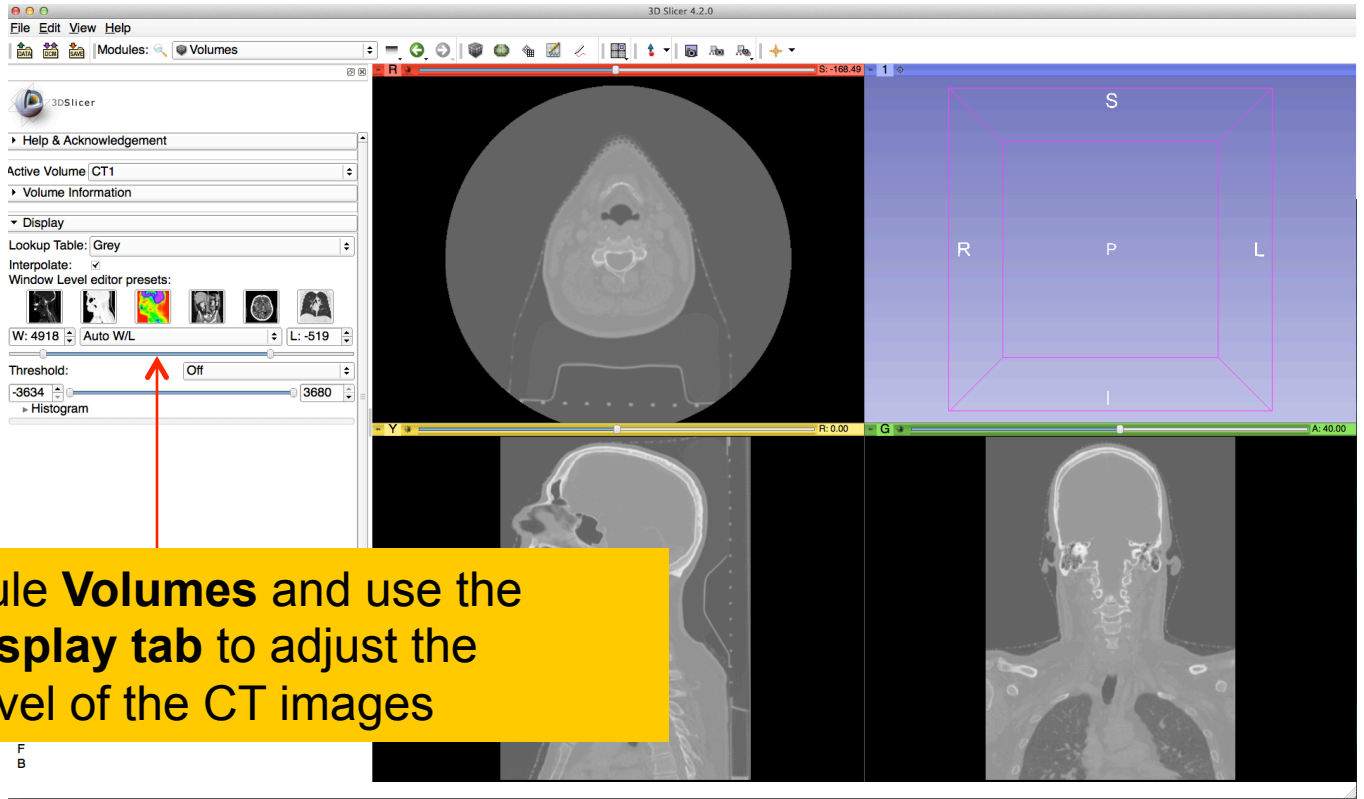 3D Slicer 4.2.0
File Edit View Help
DATA DCM SAVE Modules: Volumes
3DSlicer
Help & Acknowledgement
Active Volume CT1
Volume Information
Display
Lookup Table: Grey
Interpolate:
Window Level editor presets:
W: 4918 Auto W/L L: -519
Threshold: Off
-3634 3680
Histogram
R S: -168.49
1
S
R P L
I
Y R: 0.00
G A: 40.00
ule Volumes and use the
splay tab to adjust the
vel of the CT images
F
B